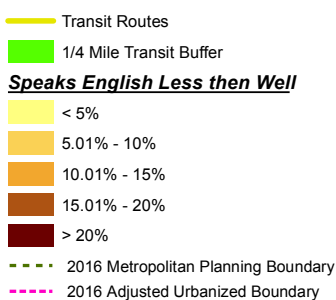 Transit Routes
1/4 Mile Transit Buffer
Speaks English Less then Well
< 5%
5.01% - 10%
10.01% - 15%
15.01% - 20%
> 20%
2016 Metropolitan Planning Boundary
2016 Adjusted Urbanized Boundary